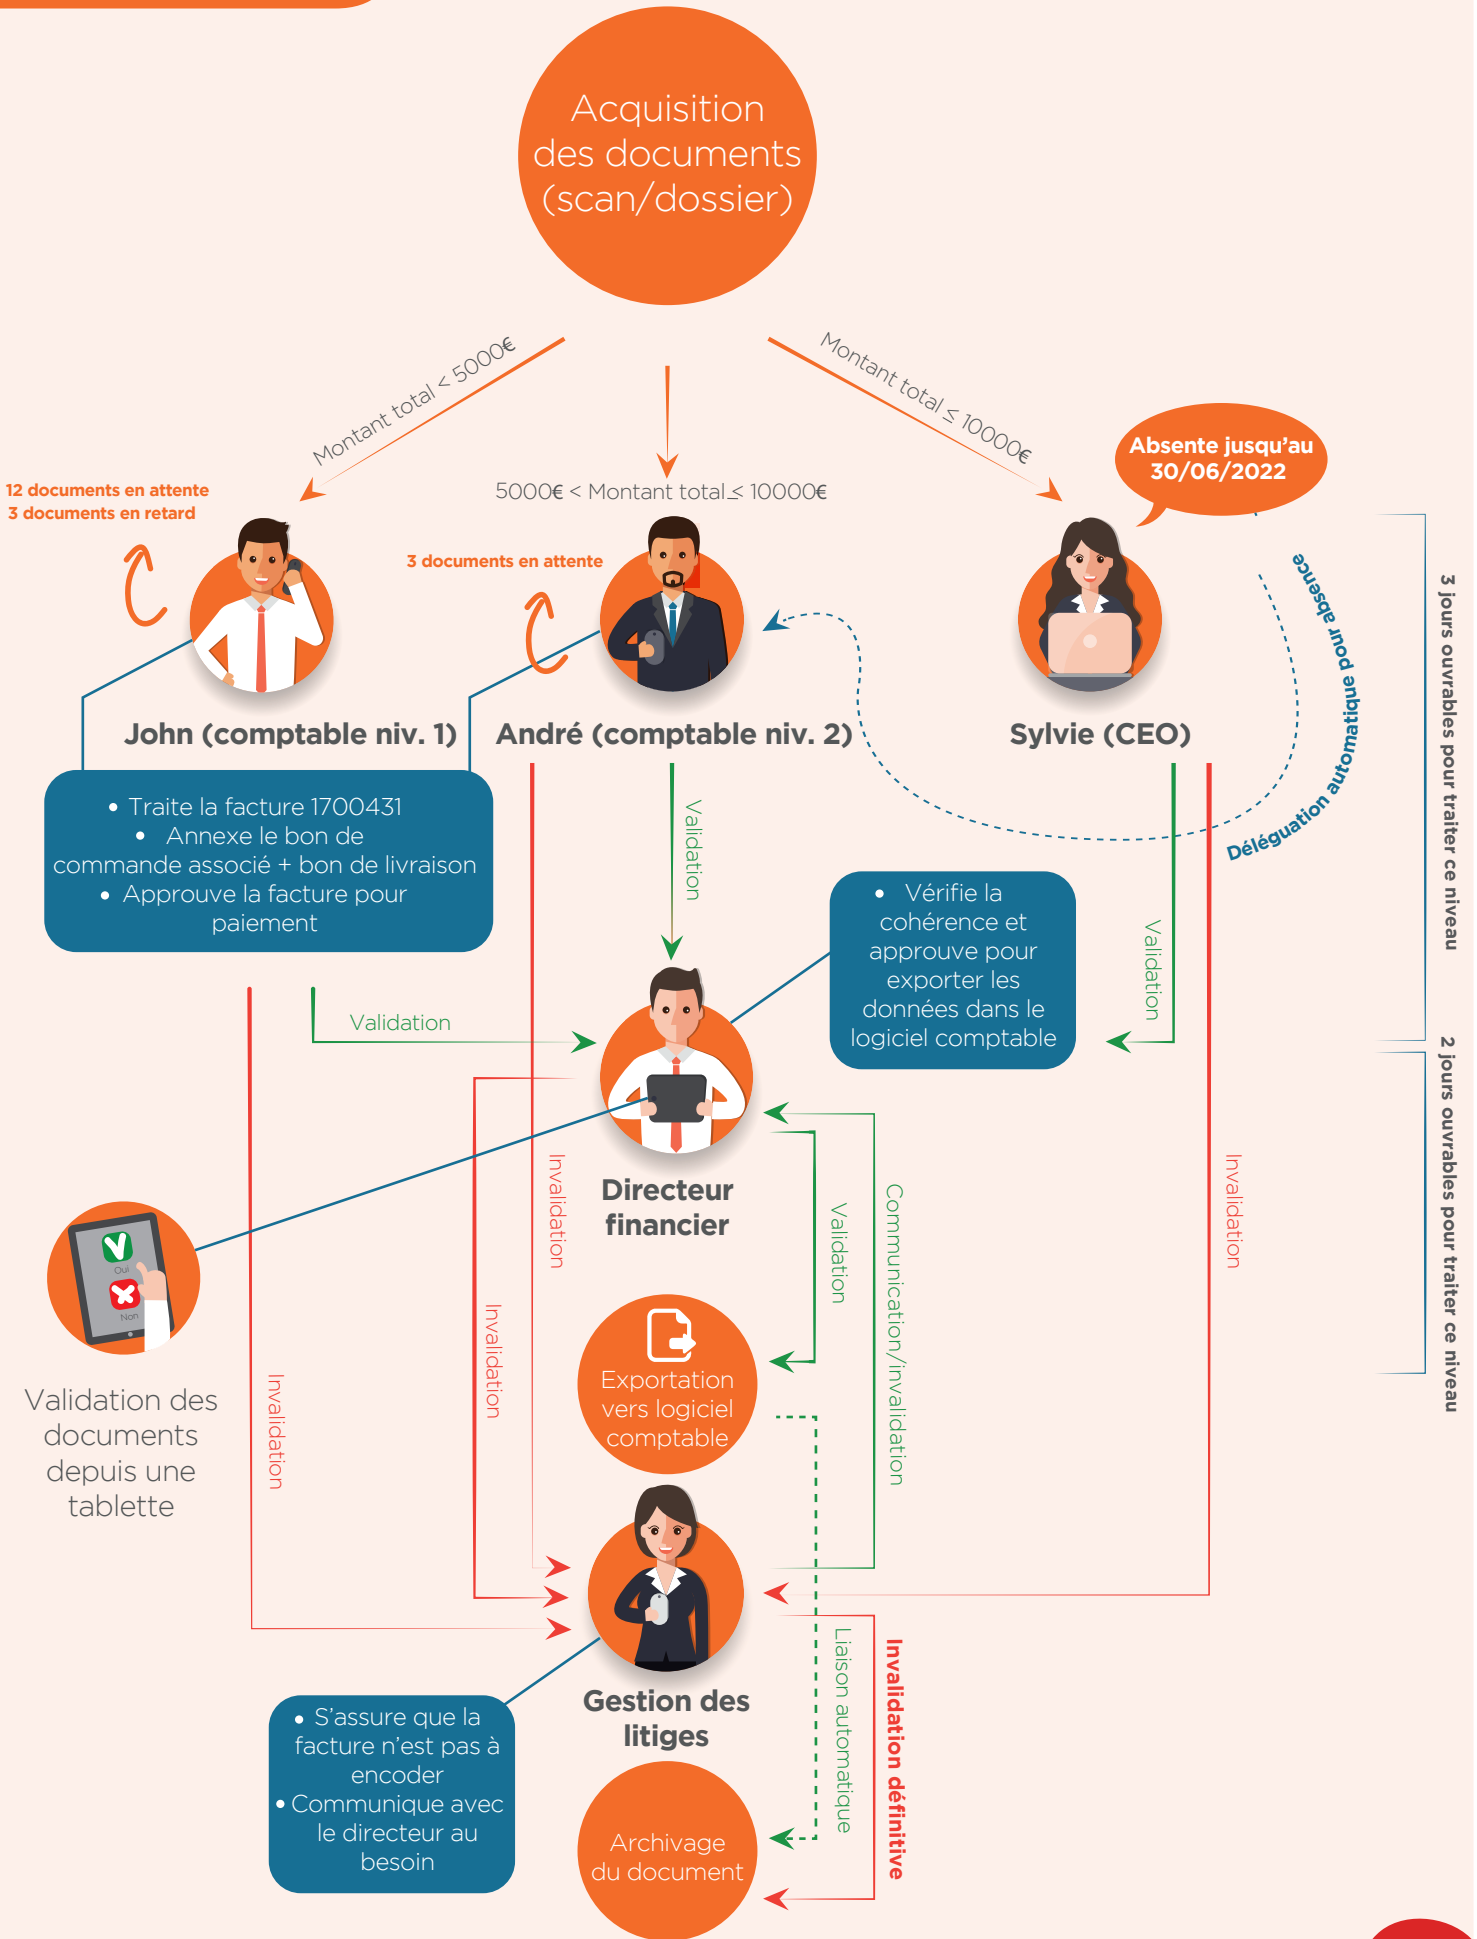 Acquisition
des documents
(scan/dossier)
Montant total < 5000€
Montant total ≤ 10000€
5000€ < Montant total ≤ 10000€
Absente jusqu'au
30/06/2022
12 documents en attente
3 documents en retard
3 documents en attente
Déléguation automatique pour absence
3 jours ouvrables pour traiter ce niveau
John (comptable niv. 1)
André (comptable niv. 2)
Sylvie (CEO)
• Traite la facture 1700431
• Annexe le bon de
commande associé + bon de livraison
• Approuve la facture pour
paiement
Validation
• Vérifie la
cohérence et
approuve pour
exporter les
données dans le
logiciel comptable
Validation
Validation
2 jours ouvrables pour traiter ce niveau
Directeur
financier
Invalidation
Validation
Communication/invalidation
Invalidation
Oui
Non
Invalidation
Invalidation
Validation des
documents
depuis une
tablette
Exportation
vers logiciel
comptable
Gestion des
litiges
Liaison automatique
Invalidation définitive
• S'assure que la
facture n'est pas à
encoder
• Communique avec
le directeur au
besoin
Archivage
du document